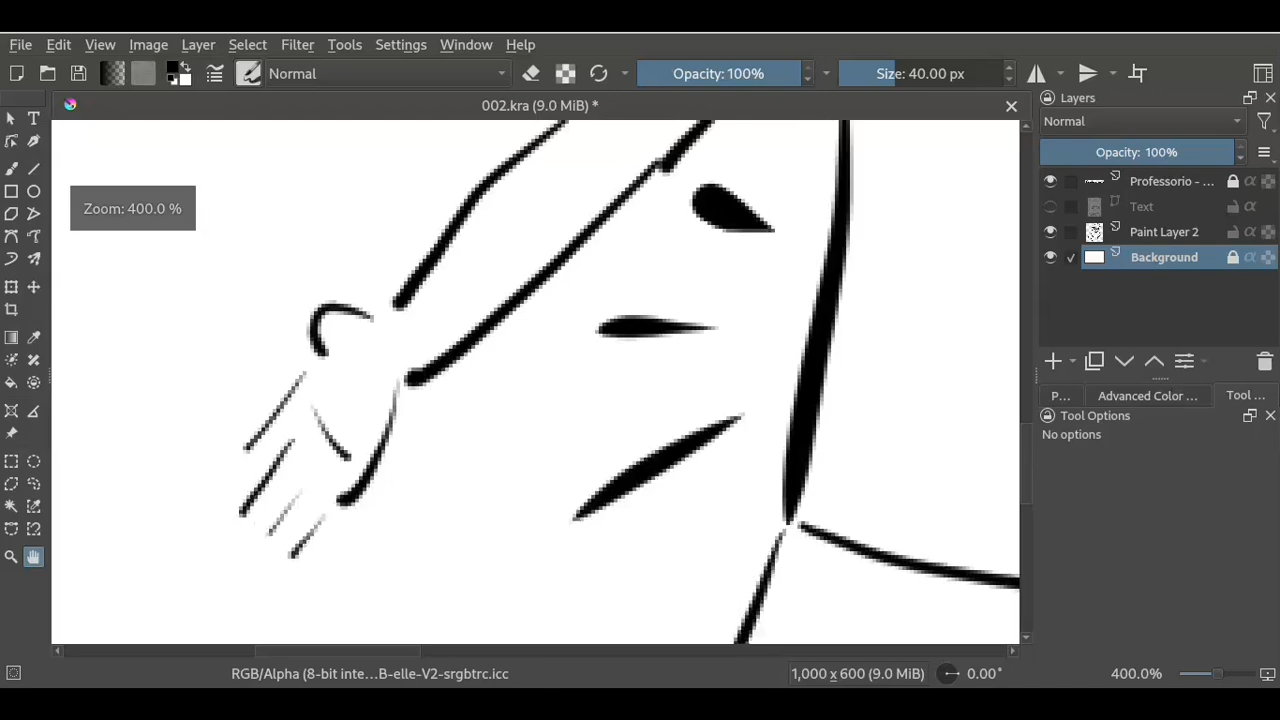 File Edit View Image Layer Select Filter Tools Settings Window Help
Normal Opacity: 100% Size: 40.00 px
002.kra (9.0 MiB) *
Layers
Normal
Opacity: 100%
Professorio - ...
Text
Paint Layer 2
Background
Zoom: 400.0 %
P... Advanced Color ... Tool ...
Tool Options
No options
RGB/Alpha (8-bit inte...B-elle-V2-srgbtrc.icc 1,000 x 600 (9.0 MiB) 0.00° 400.0%